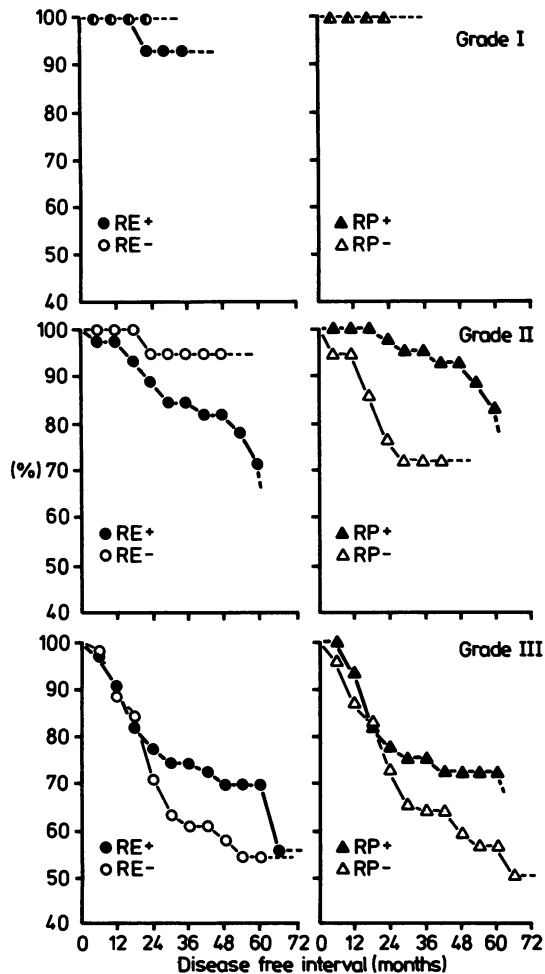 100
90
80
70
60
50
40
RE+
RE-
Grade I
RP+
RP-
100
90
80
(%) 70
60
50
40
RE+
RE-
Grade II
RP+
RP-
100
90
80
70
60
50
40
RE+
RE-
0 12 24 36 48 60 72
Grade III
RP+
RP-
0 12 24 36 48 60 72
Disease free interval (months)